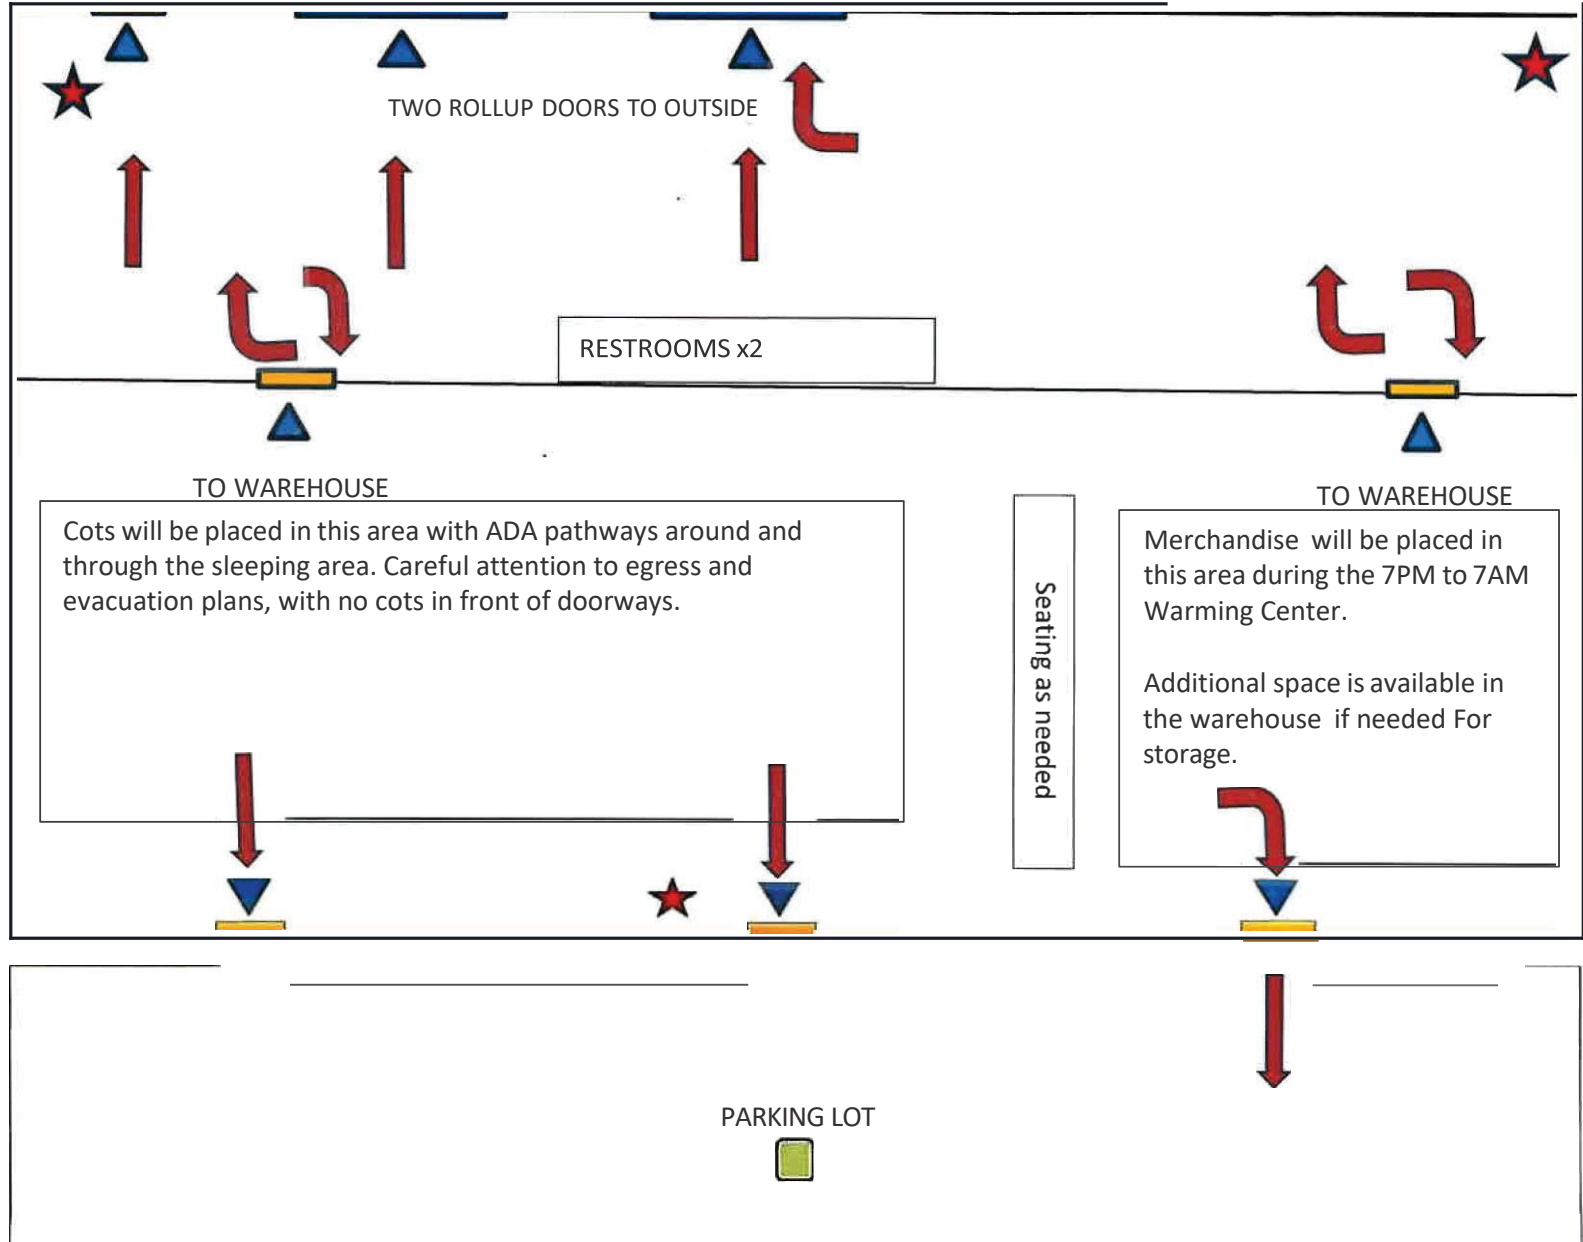 TWO ROLLUP DOORS TO OUTSIDE
RESTROOMS x2
TO WAREHOUSE
Cots will be placed in this area with ADA pathways around and
through the sleeping area. Careful attention to egress and
evacuation plans, with no cots in front of doorways.
Seating as needed
TO WAREHOUSE
Merchandise will be placed in
this area during the 7PM to 7AM
Warming Center.
Additional space is available in
the warehouse if needed For
storage.
PARKING LOT